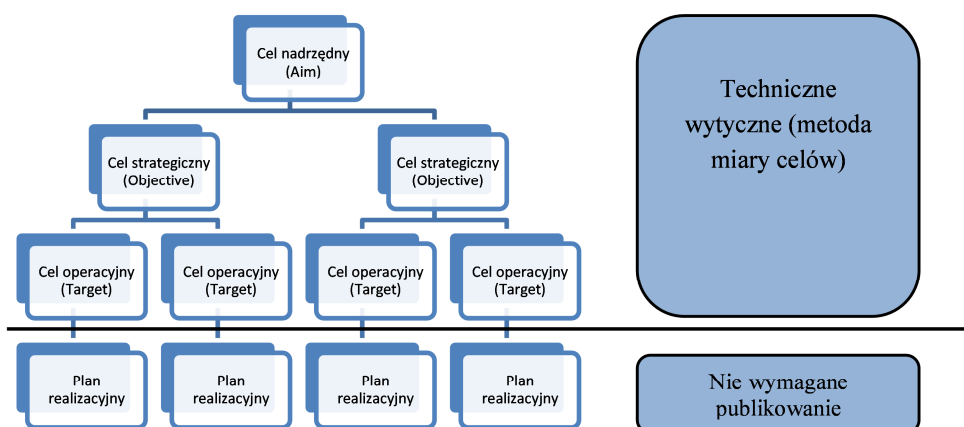 Cel nadrzędny
(Aim)
Techniczne
wytyczne (metoda
miary celów)
Cel strategiczny
(Objective)
Cel strategiczny
(Objective)
Cel operacyjny
(Target)
Cel operacyjny
(Target)
Cel operacyjny
(Target)
Cel operacyjny
(Target)
Plan
realizacyjny
Plan
realizacyjny
Plan
realizacyjny
Plan
realizacyjny
Nie wymagane
publikowanie